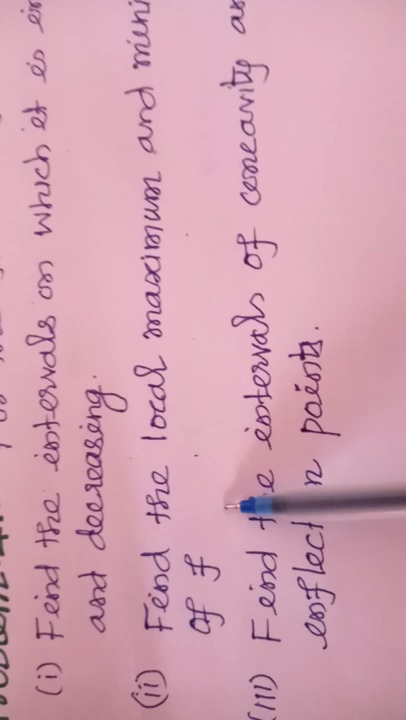 (i) Find the intervals on which it is
and decreasing.
(ii) Find the local maximum and
of f
(III) Find the intervals of concavity
inflection points.